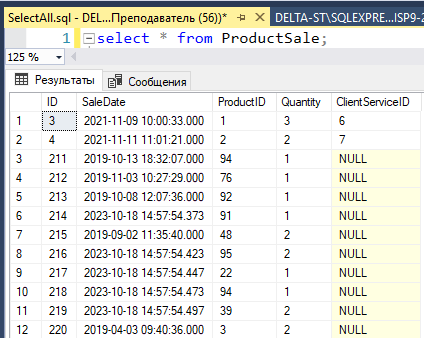 SelectAll.sql - DEL...Преподаватель (56))* DELTA-ST\SQLEXPRE...ISP9-2
1 select * from ProductSale;
125 %
Результаты Сообщения
ID SaleDate ProductID Quantity ClientServiceID
1 3 2021-11-09 10:00:33.000 1 3 6
2 4 2021-11-11 11:01:21.000 2 2 7
3 211 2019-10-13 18:32:07.000 94 1 NULL
4 212 2019-11-03 10:27:29.000 76 1 NULL
5 213 2019-10-08 12:07:36.000 92 1 NULL
6 214 2023-10-18 14:57:54.373 91 1 NULL
7 215 2019-09-02 11:35:40.000 48 2 NULL
8 216 2023-10-18 14:57:54.423 95 2 NULL
9 217 2023-10-18 14:57:54.447 22 1 NULL
10 218 2023-10-18 14:57:54.473 94 1 NULL
11 219 2023-10-18 14:57:54.497 39 2 NULL
12 220 2019-04-03 09:40:36.000 3 2 NULL